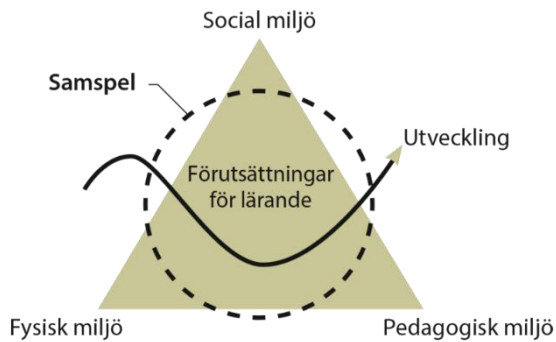 Social miljö
Samspel
Utveckling
Förutsättningar
för lärande
Fysisk miljö
Pedagogisk miljö